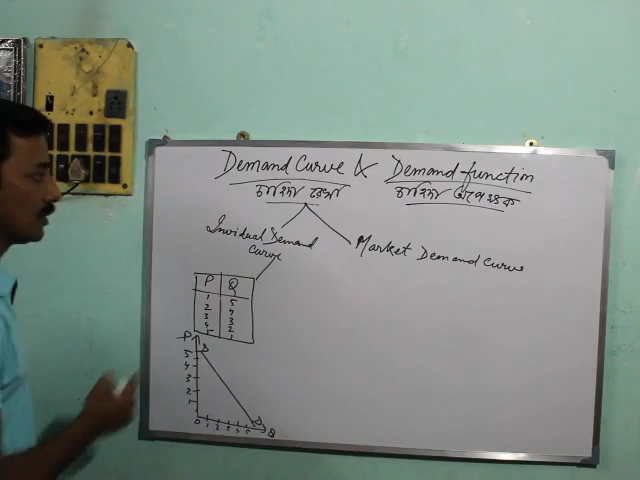 Demand Curve & Demand function
চাহিদা রেখা চাহিদা অপেক্ষক
Invidual Demand Curve
Market Demand Curve
P Q
1 5
2 4
3 3
4 2
5 1
P
D
5
4
3
2
1
0 1 2 3 4 5
D
Q